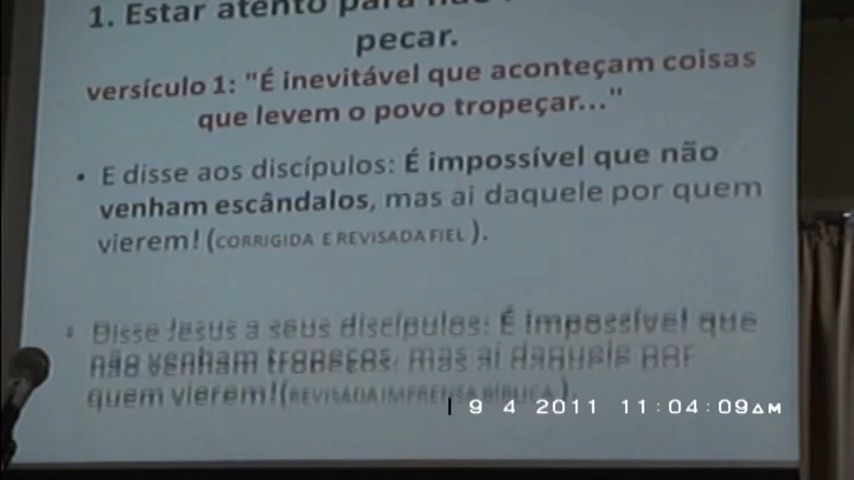 1. Estar atento para não
pecar.
versículo 1: "É inevitável que aconteçam coisas
que levem o povo tropeçar..."
• E disse aos discípulos: É impossível que não
venham escândalos, mas ai daquele por quem
vierem! (CORRIGIDA E REVISADA FIEL ).
• Disse Jesus a seus discípulos: É impossível que
não venham tropeços, mas ai daquele por
quem vierem!(REVISADA IMPRENSA BÍBLICA ).
9 4 2011 11:04:09AM